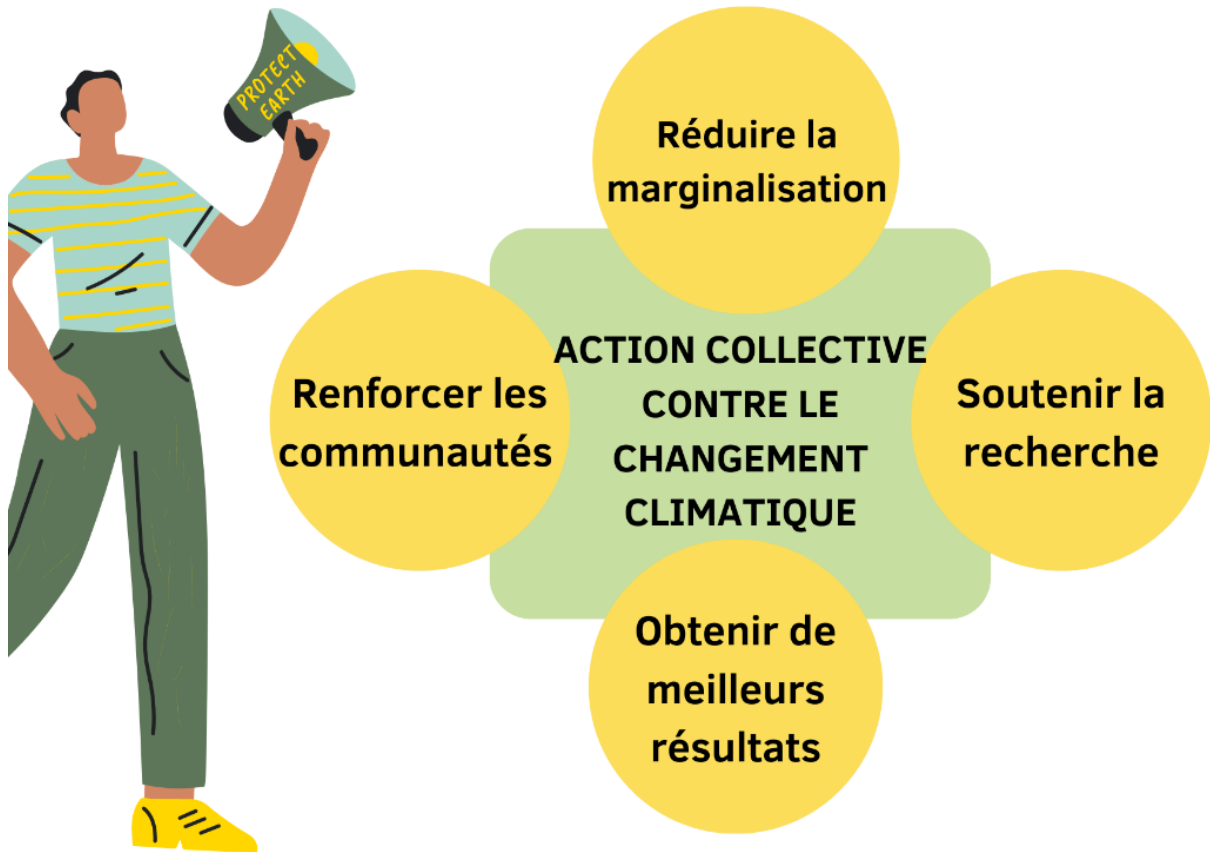 PROTECT
EARTH
Réduire la
marginalisation
ACTION COLLECTIVE
CONTRE LE
CHANGEMENT
CLIMATIQUE
Renforcer les
communautés
Soutenir la
recherche
Obtenir de
meilleurs
résultats